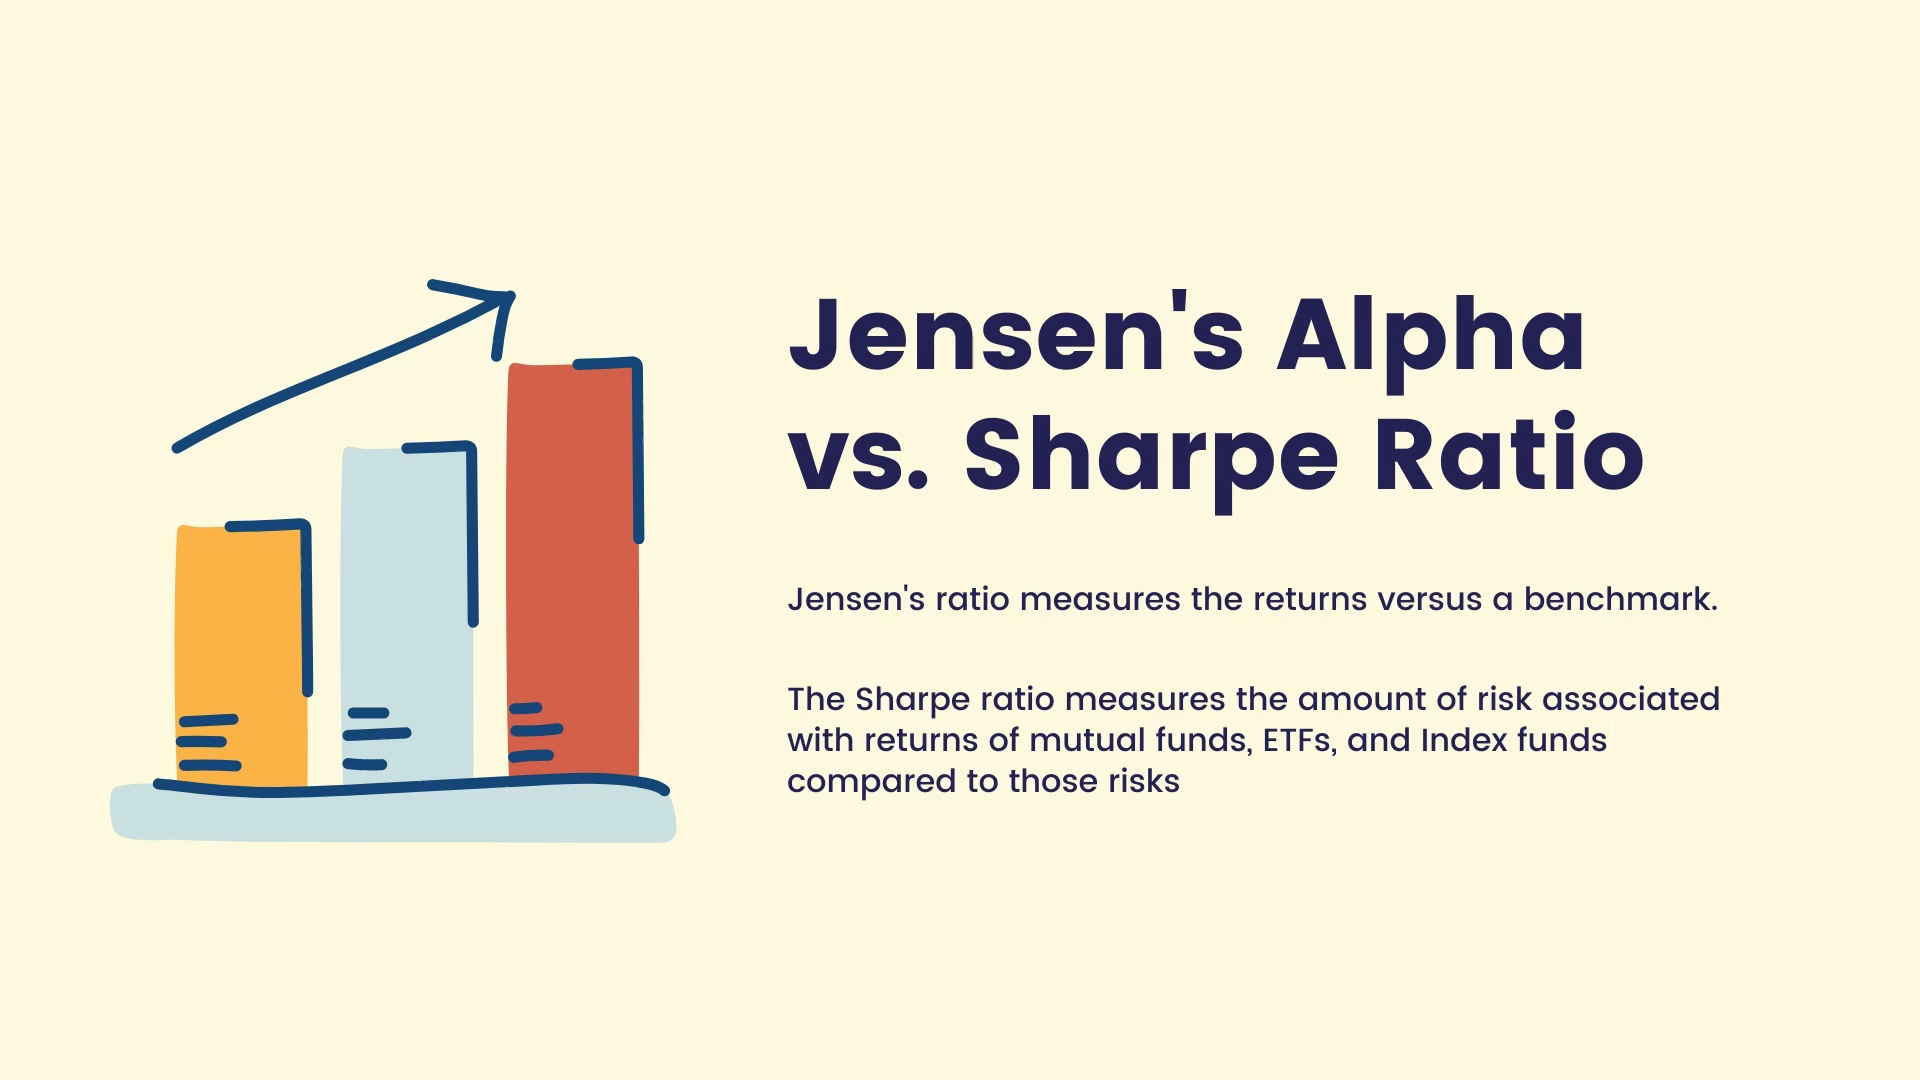 Jensen's Alpha
vs. Sharpe Ratio
Jensen's ratio measures the returns versus a benchmark.
The Sharpe ratio measures the amount of risk associated
with returns of mutual funds, ETFs, and Index funds
compared to those risks